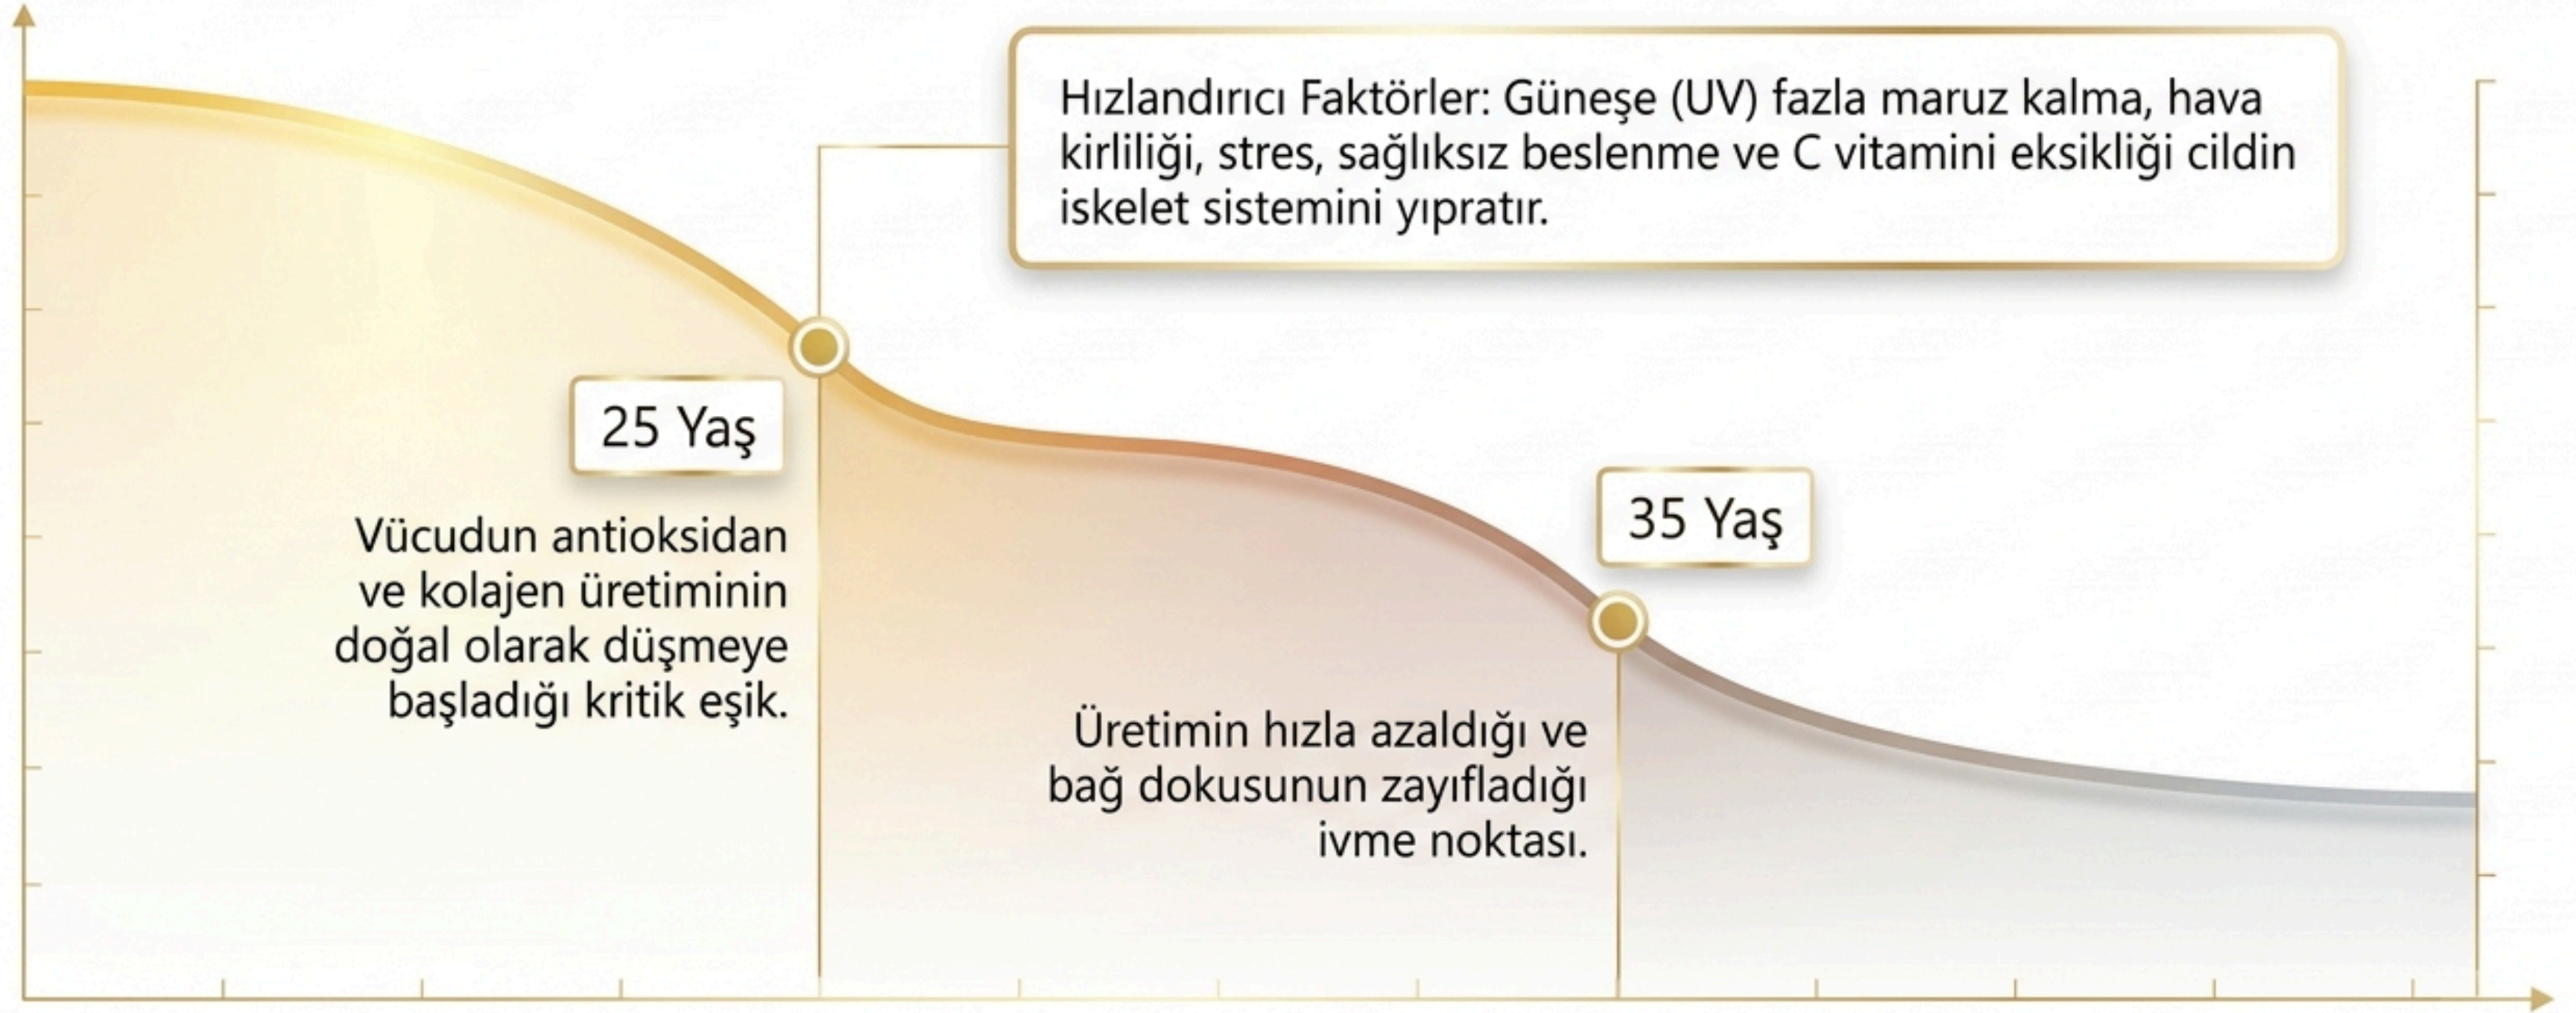 Hızlandırıcı Faktörler: Güneşe (UV) fazla maruz kalma, hava
kirliliği, stres, sağlıksız beslenme ve C vitamini eksikliği cildin
iskelet sistemini yıpratır.
25 Yaş
Vücudun antioksidan
ve kolajen üretiminin
doğal olarak düşmeye
başladığı kritik eşik.
35 Yaş
Üretimin hızla azaldığı ve
bağ dokusunun zayıfladığı
ivme noktası.